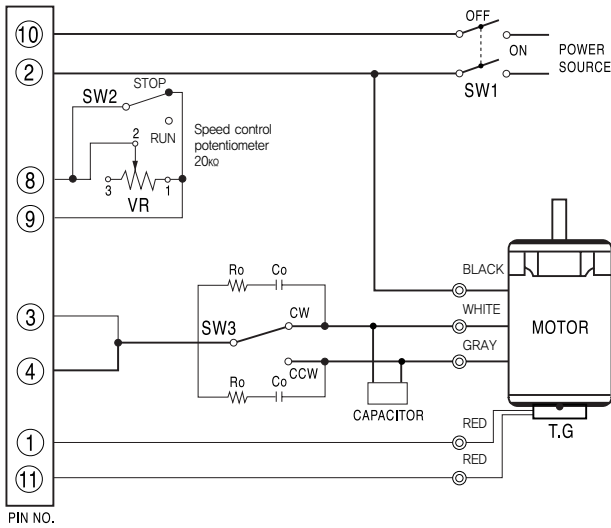 OFF
10
ON
POWER
SOURCE
2
SW1
STOP
SW2
RUN
Speed control
potentiometer
20kΩ
2
8
3
1
VR
9
BLACK
Ro
Co
3
CW
WHITE
SW3
MOTOR
GRAY
4
CCW
Ro
Co
CAPACITOR
RED
T.G
1
RED
11
PIN NO.